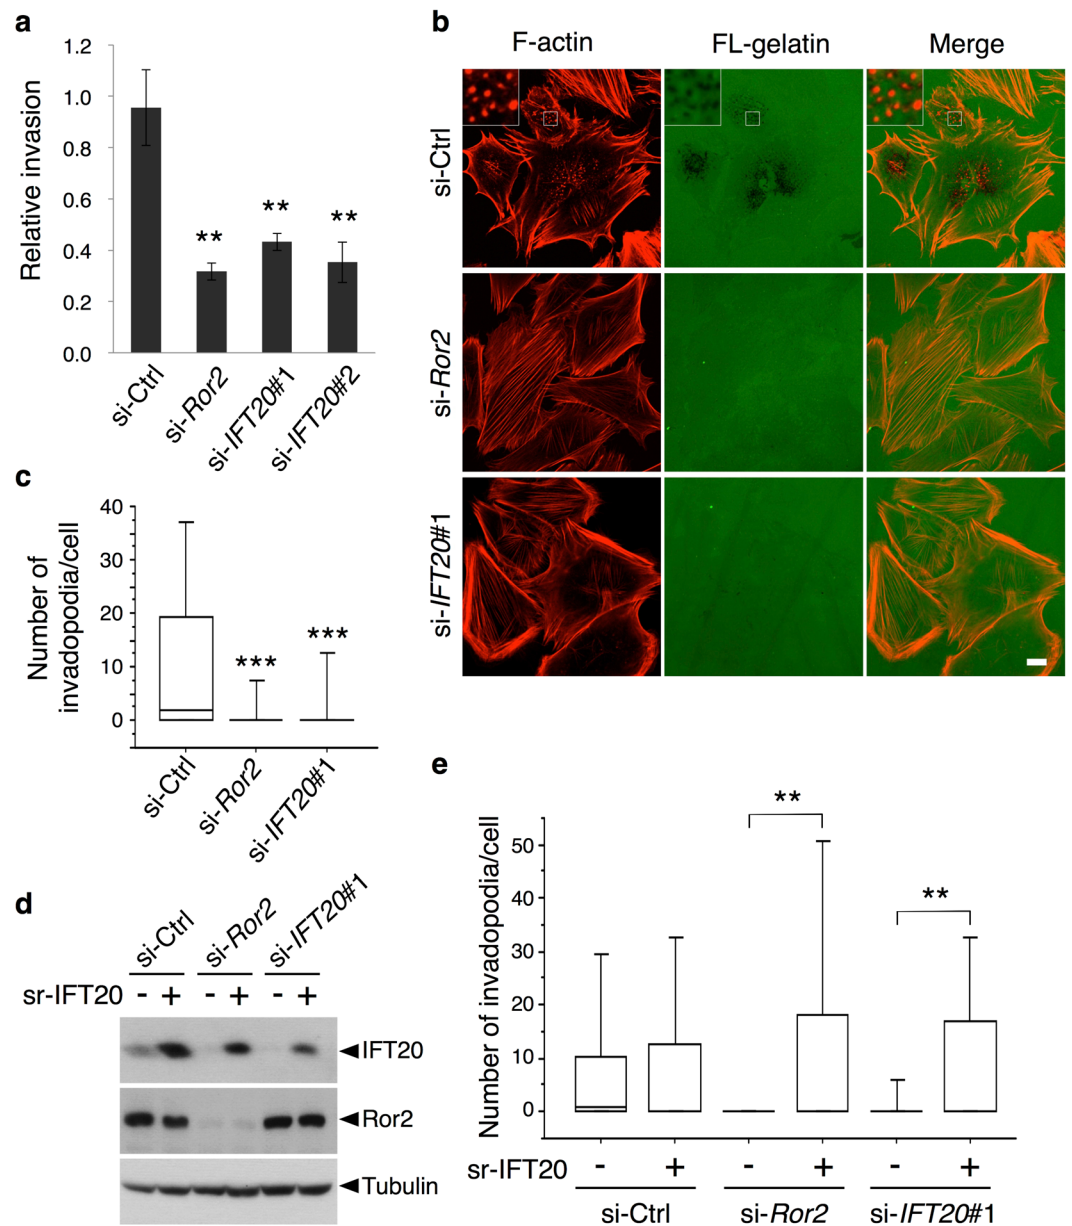 a
Relative invasion
1.2
1.0
0.8
0.6
0.4
0.2
0.0
** ** **
si-Ctrl
si-Ror2
si-IFT20#1
si-IFT20#2
b
F-actin FL-gelatin Merge
si-Ctrl
si-Ror2
si-IFT20#1
c
Number of
invadopodia/cell
40
30
20
10
0
*** ***
si-Ctrl
si-Ror2
si-IFT20#1
d
si-Ctrl si-Ror2 si-IFT20#1
sr-IFT20 - + - + - +
IFT20
Ror2
Tubulin
e
Number of invadopodia/cell
50
40
30
20
10
0
** **
sr-IFT20 - + - + - +
si-Ctrl si-Ror2 si-IFT20#1